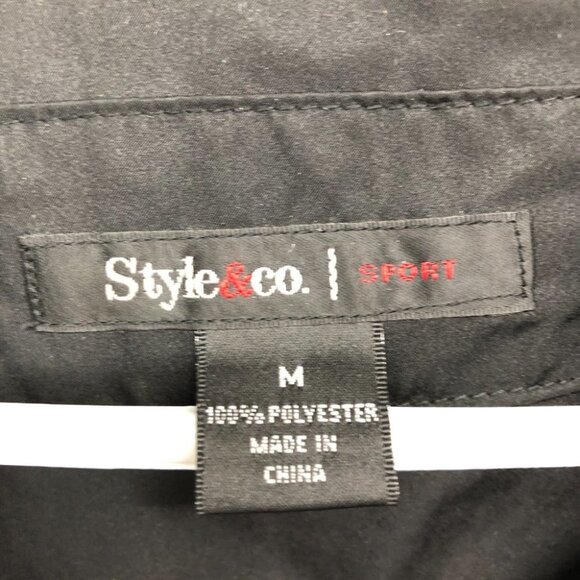 Style&co. | SPORT
M
100% POLYESTER
MADE IN
CHINA